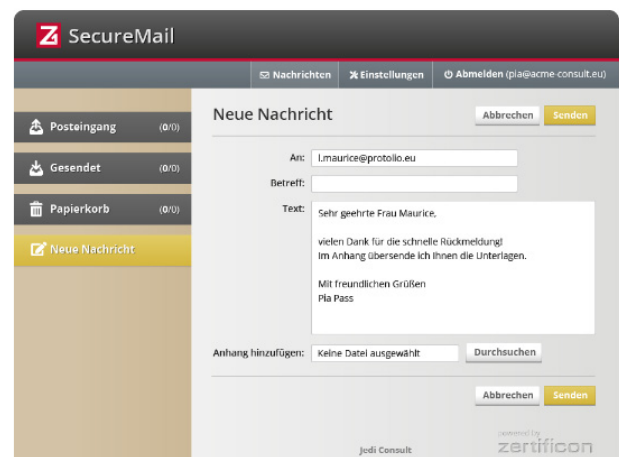 Z SecureMail
Nachrichten Einstellungen Abmelden (pia@acme-consult.eu)
Posteingang (0/0)
Gesendet (0/0)
Papierkorb (0/0)
Neue Nachricht
Neue Nachricht Abbrechen Senden
An: l.maurice@protolio.eu
Betreff:
Text: Sehr geehrte Frau Maurice,
vielen Dank für die schnelle Rückmeldung!
Im Anhang übersende ich Ihnen die Unterlagen.
Mit freundlichen Grüßen
Pia Pass
Anhang hinzufügen: Keine Datei ausgewählt Durchsuchen
Abbrechen Senden
powered by
zertificon
Jedi Consult